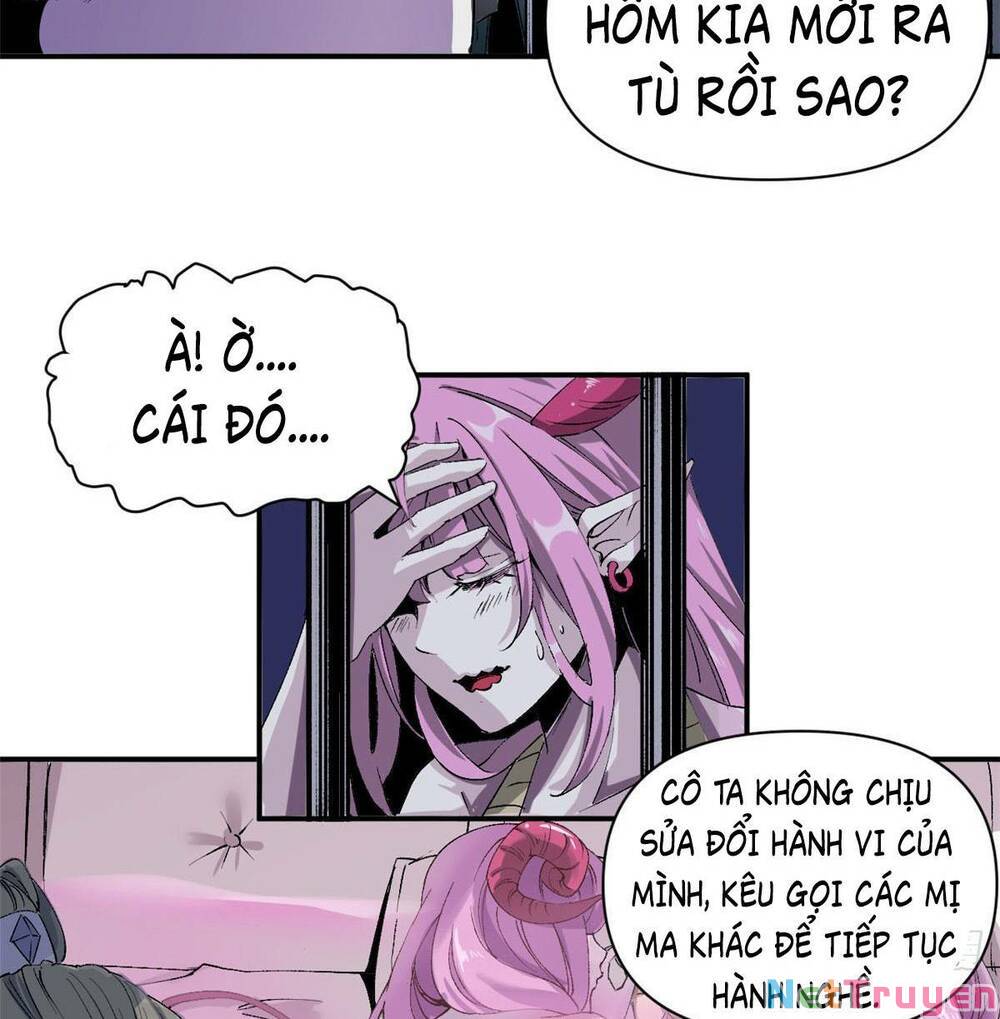 HÔM KIA MỚI RA
TÙ RỒI SAO?
À! Ờ....
CÁI ĐÓ....
CÔ TA KHÔNG CHỊU
SỬA ĐỔI HÀNH VI CỦA
MÌNH, KÊU GỌI CÁC MỊ
MA KHÁC ĐỂ TIẾP TỤC
HÀNH NGHỀ.
NetTruyen